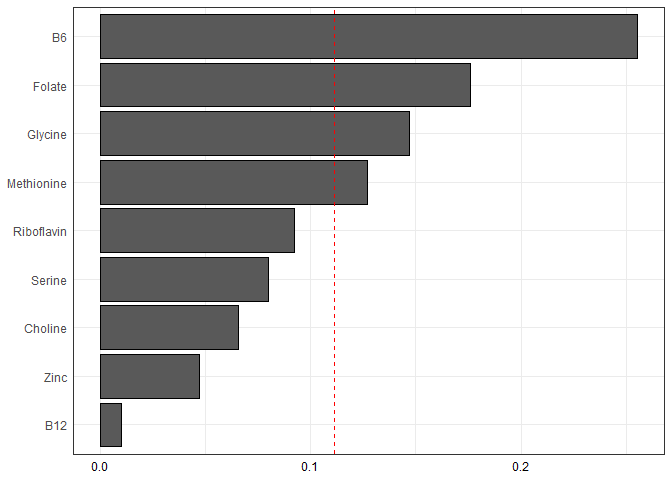 B6
Folate
Glycine
Methionine
Riboflavin
Serine
Choline
Zinc
B12
0.0 0.1 0.2